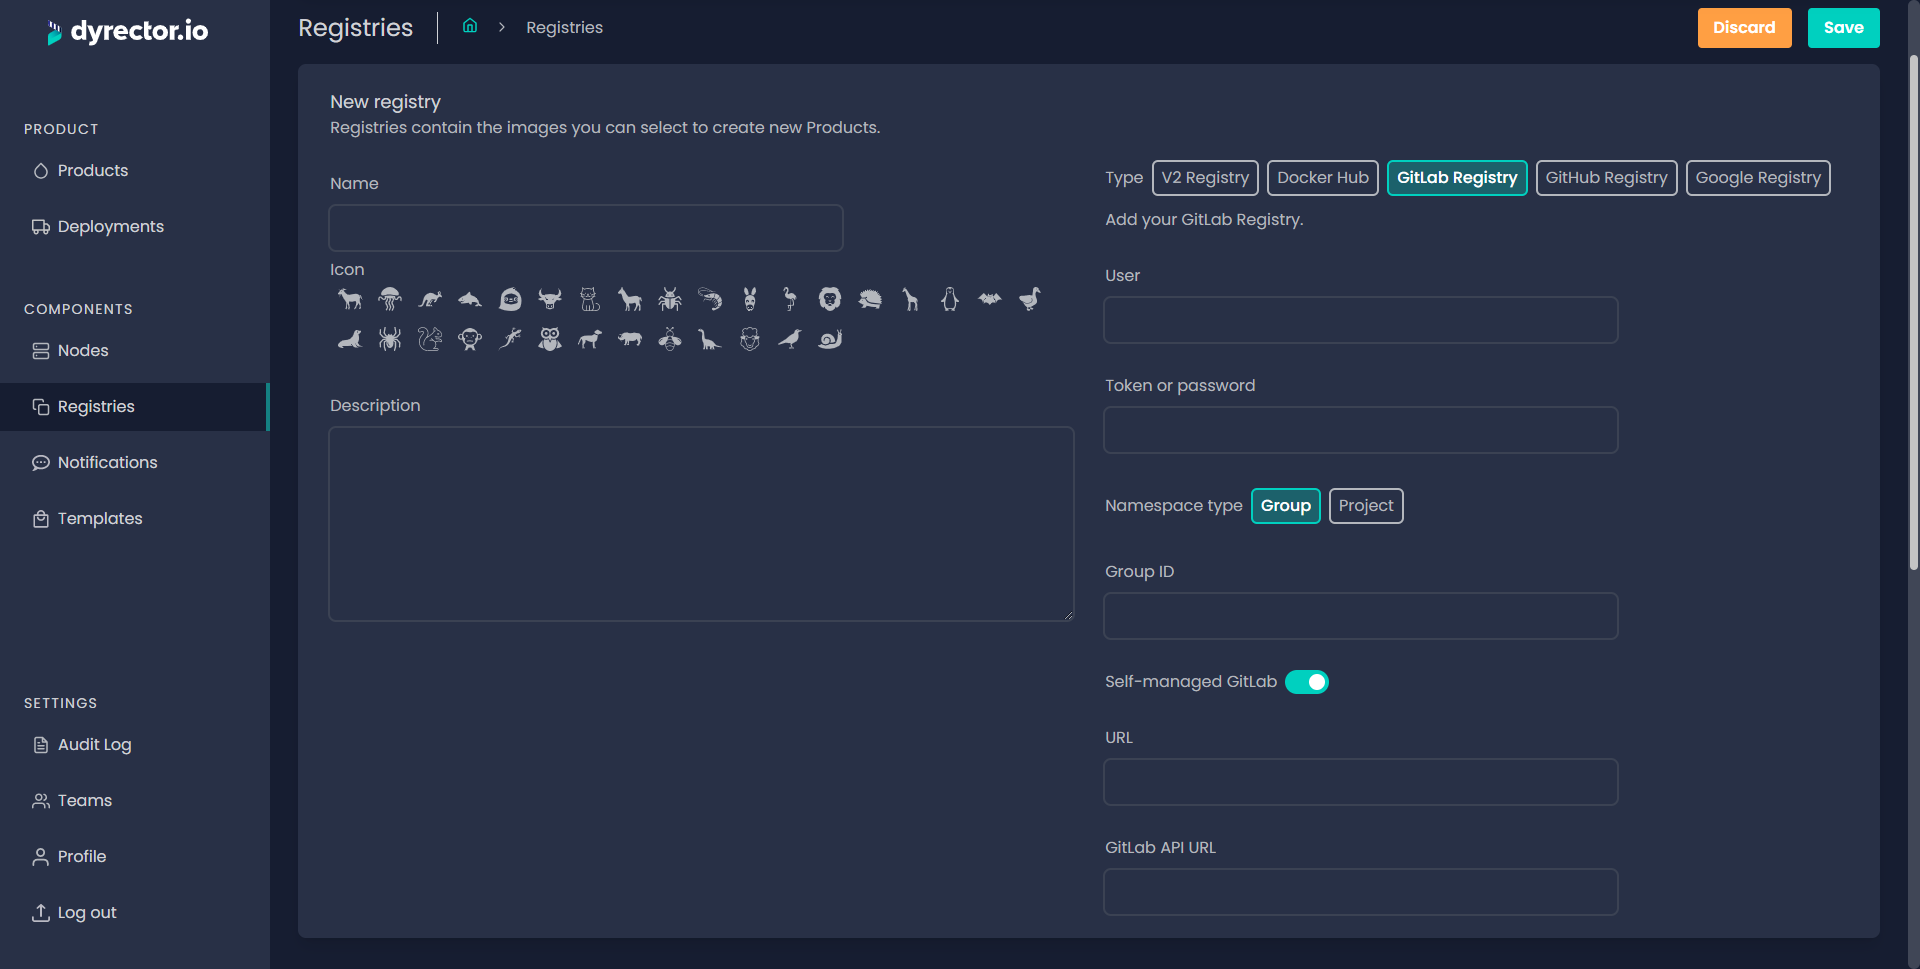 dyrector.io
PRODUCT
Products
Deployments
COMPONENTS
Nodes
Registries
Notifications
Templates
SETTINGS
Audit Log
Teams
Profile
Log out
Registries
Registries
Discard
Save
New registry
Registries contain the images you can select to create new Products.
Name
Icon
Description
Type V2 Registry Docker Hub GitLab Registry GitHub Registry Google Registry
Add your GitLab Registry.
User
Token or password
Namespace type Group Project
Group ID
Self-managed GitLab
URL
GitLab API URL